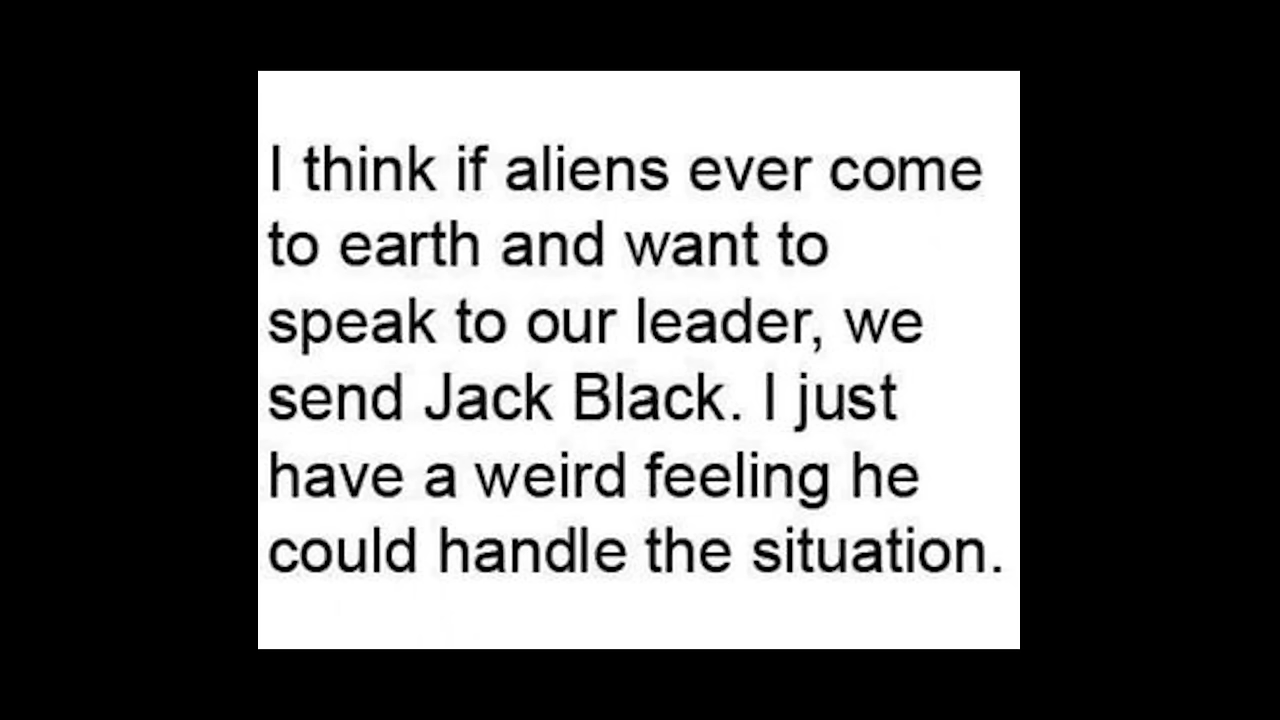 I think if aliens ever come
to earth and want to
speak to our leader, we
send Jack Black. I just
have a weird feeling he
could handle the situation.